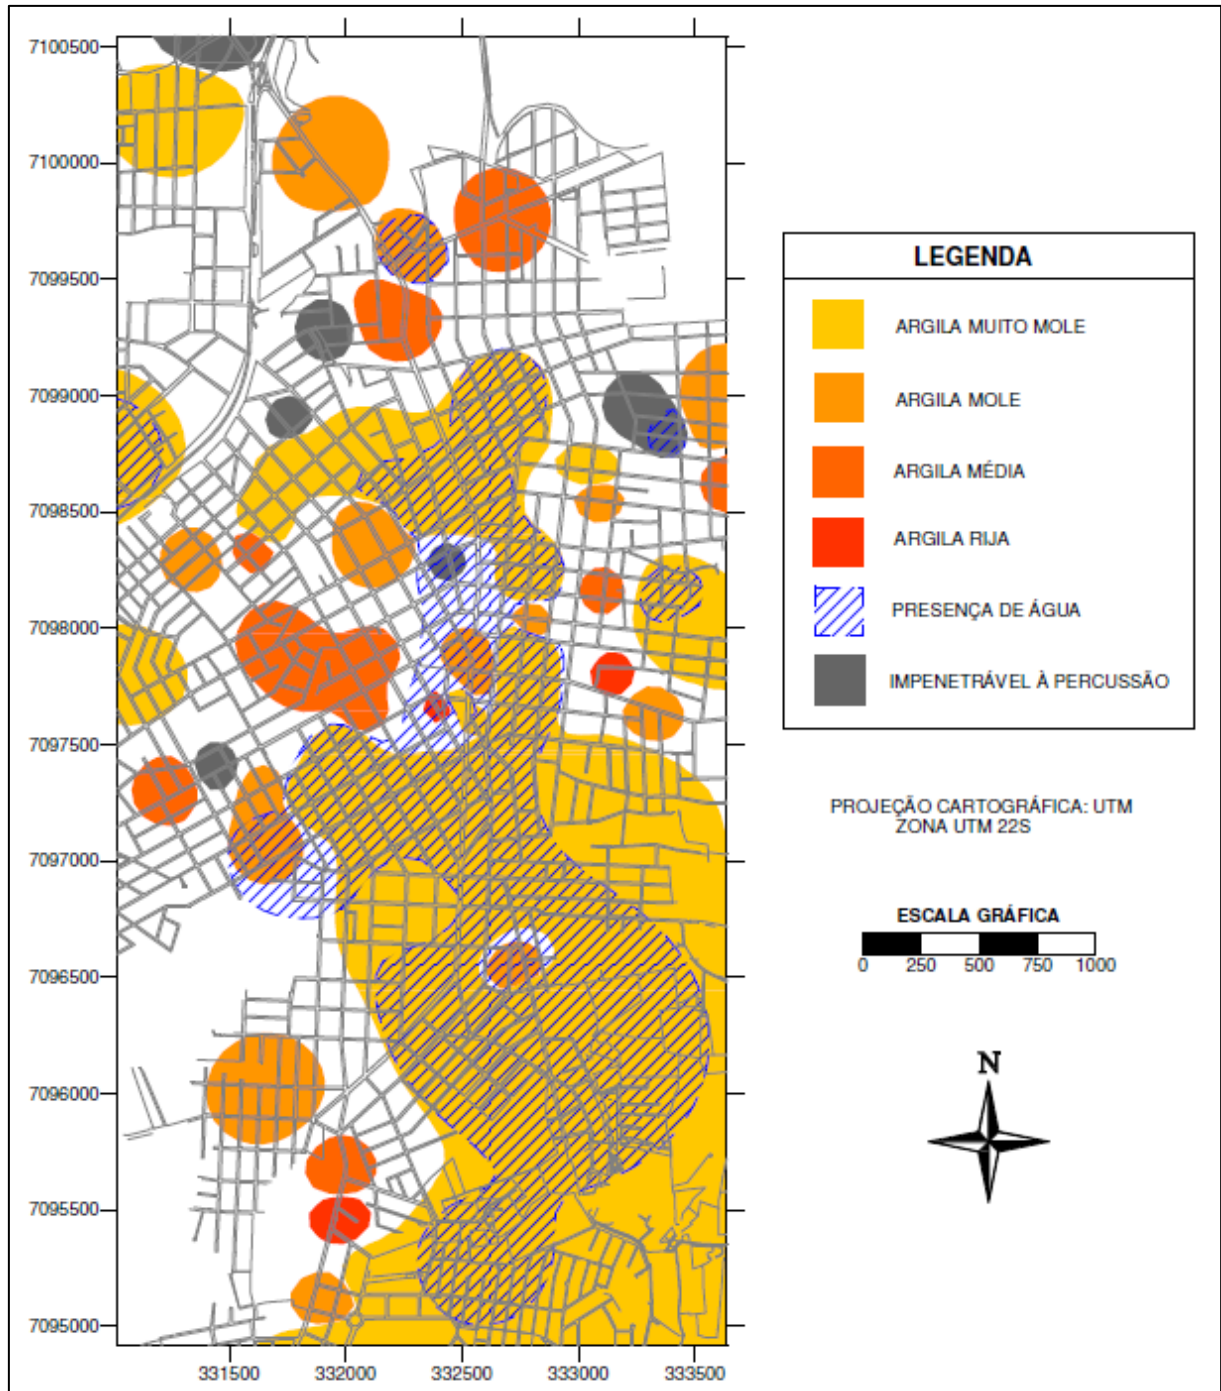 7100500
7100000
7099500
7099000
7098500
7098000
7097500
7097000
7096500
7096000
7095500
7095000
331500 332000 332500 333000 333500
LEGENDA
ARGILA MUITO MOLE
ARGILA MOLE
ARGILA MÉDIA
ARGILA RIJA
PRESENÇA DE ÁGUA
IMPENETRÁVEL À PERCUSSÃO
PROJEÇÃO CARTOGRÁFICA: UTM
ZONA UTM 22S
ESCALA GRÁFICA
0 250 500 750 1000
N